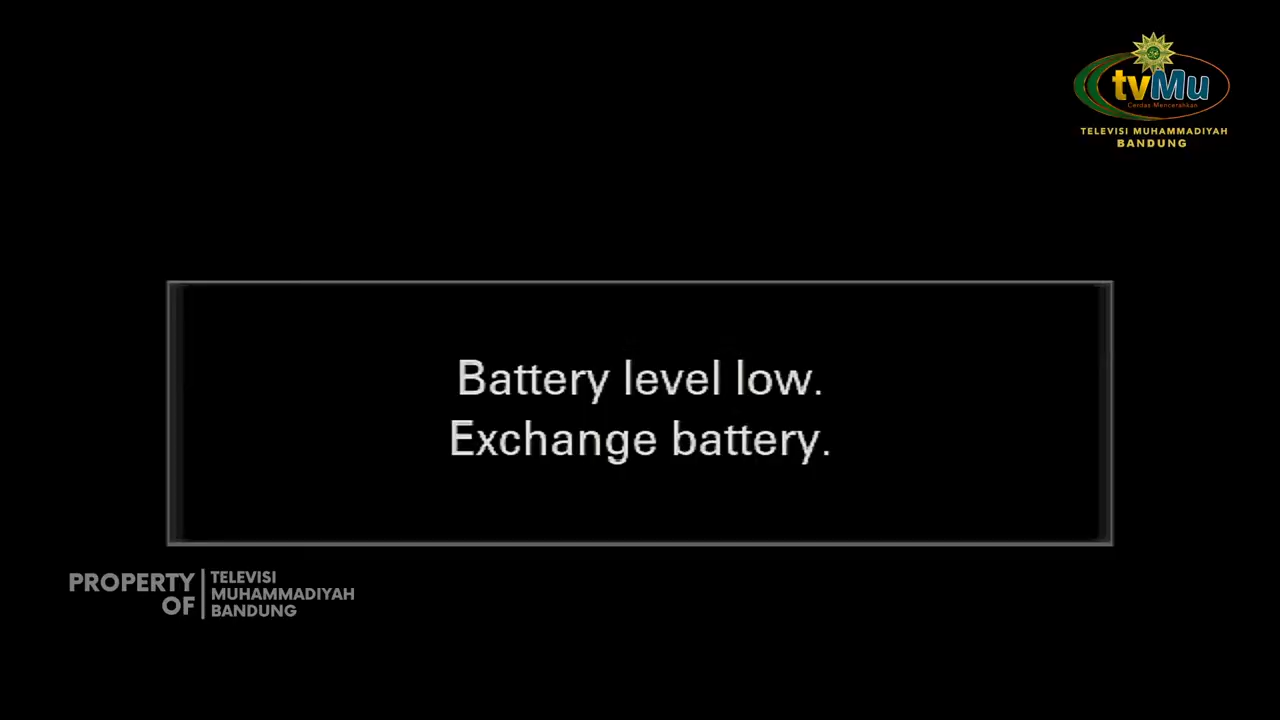 tvMu
Cerdas Mencerahkan
TELEVISI MUHAMMADIYAH
BANDUNG
Battery level low.
Exchange battery.
PROPERTY OF
TELEVISI
MUHAMMADIYAH
BANDUNG